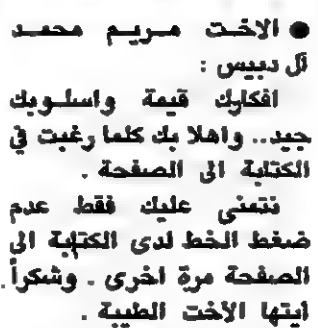 ● الاخت مريم محمد
آل دبيس :
افكارك قيمة واسلوبك
جيد.. واهلا بك كلما رغبت في
الكتابة الى الصفحة .
نتمنى عليك فقط عدم
ضغط الخط لدى الكتابة الى
الصفحة مرة اخرى . وشكراً .
ايتها الأخت الطيبة .